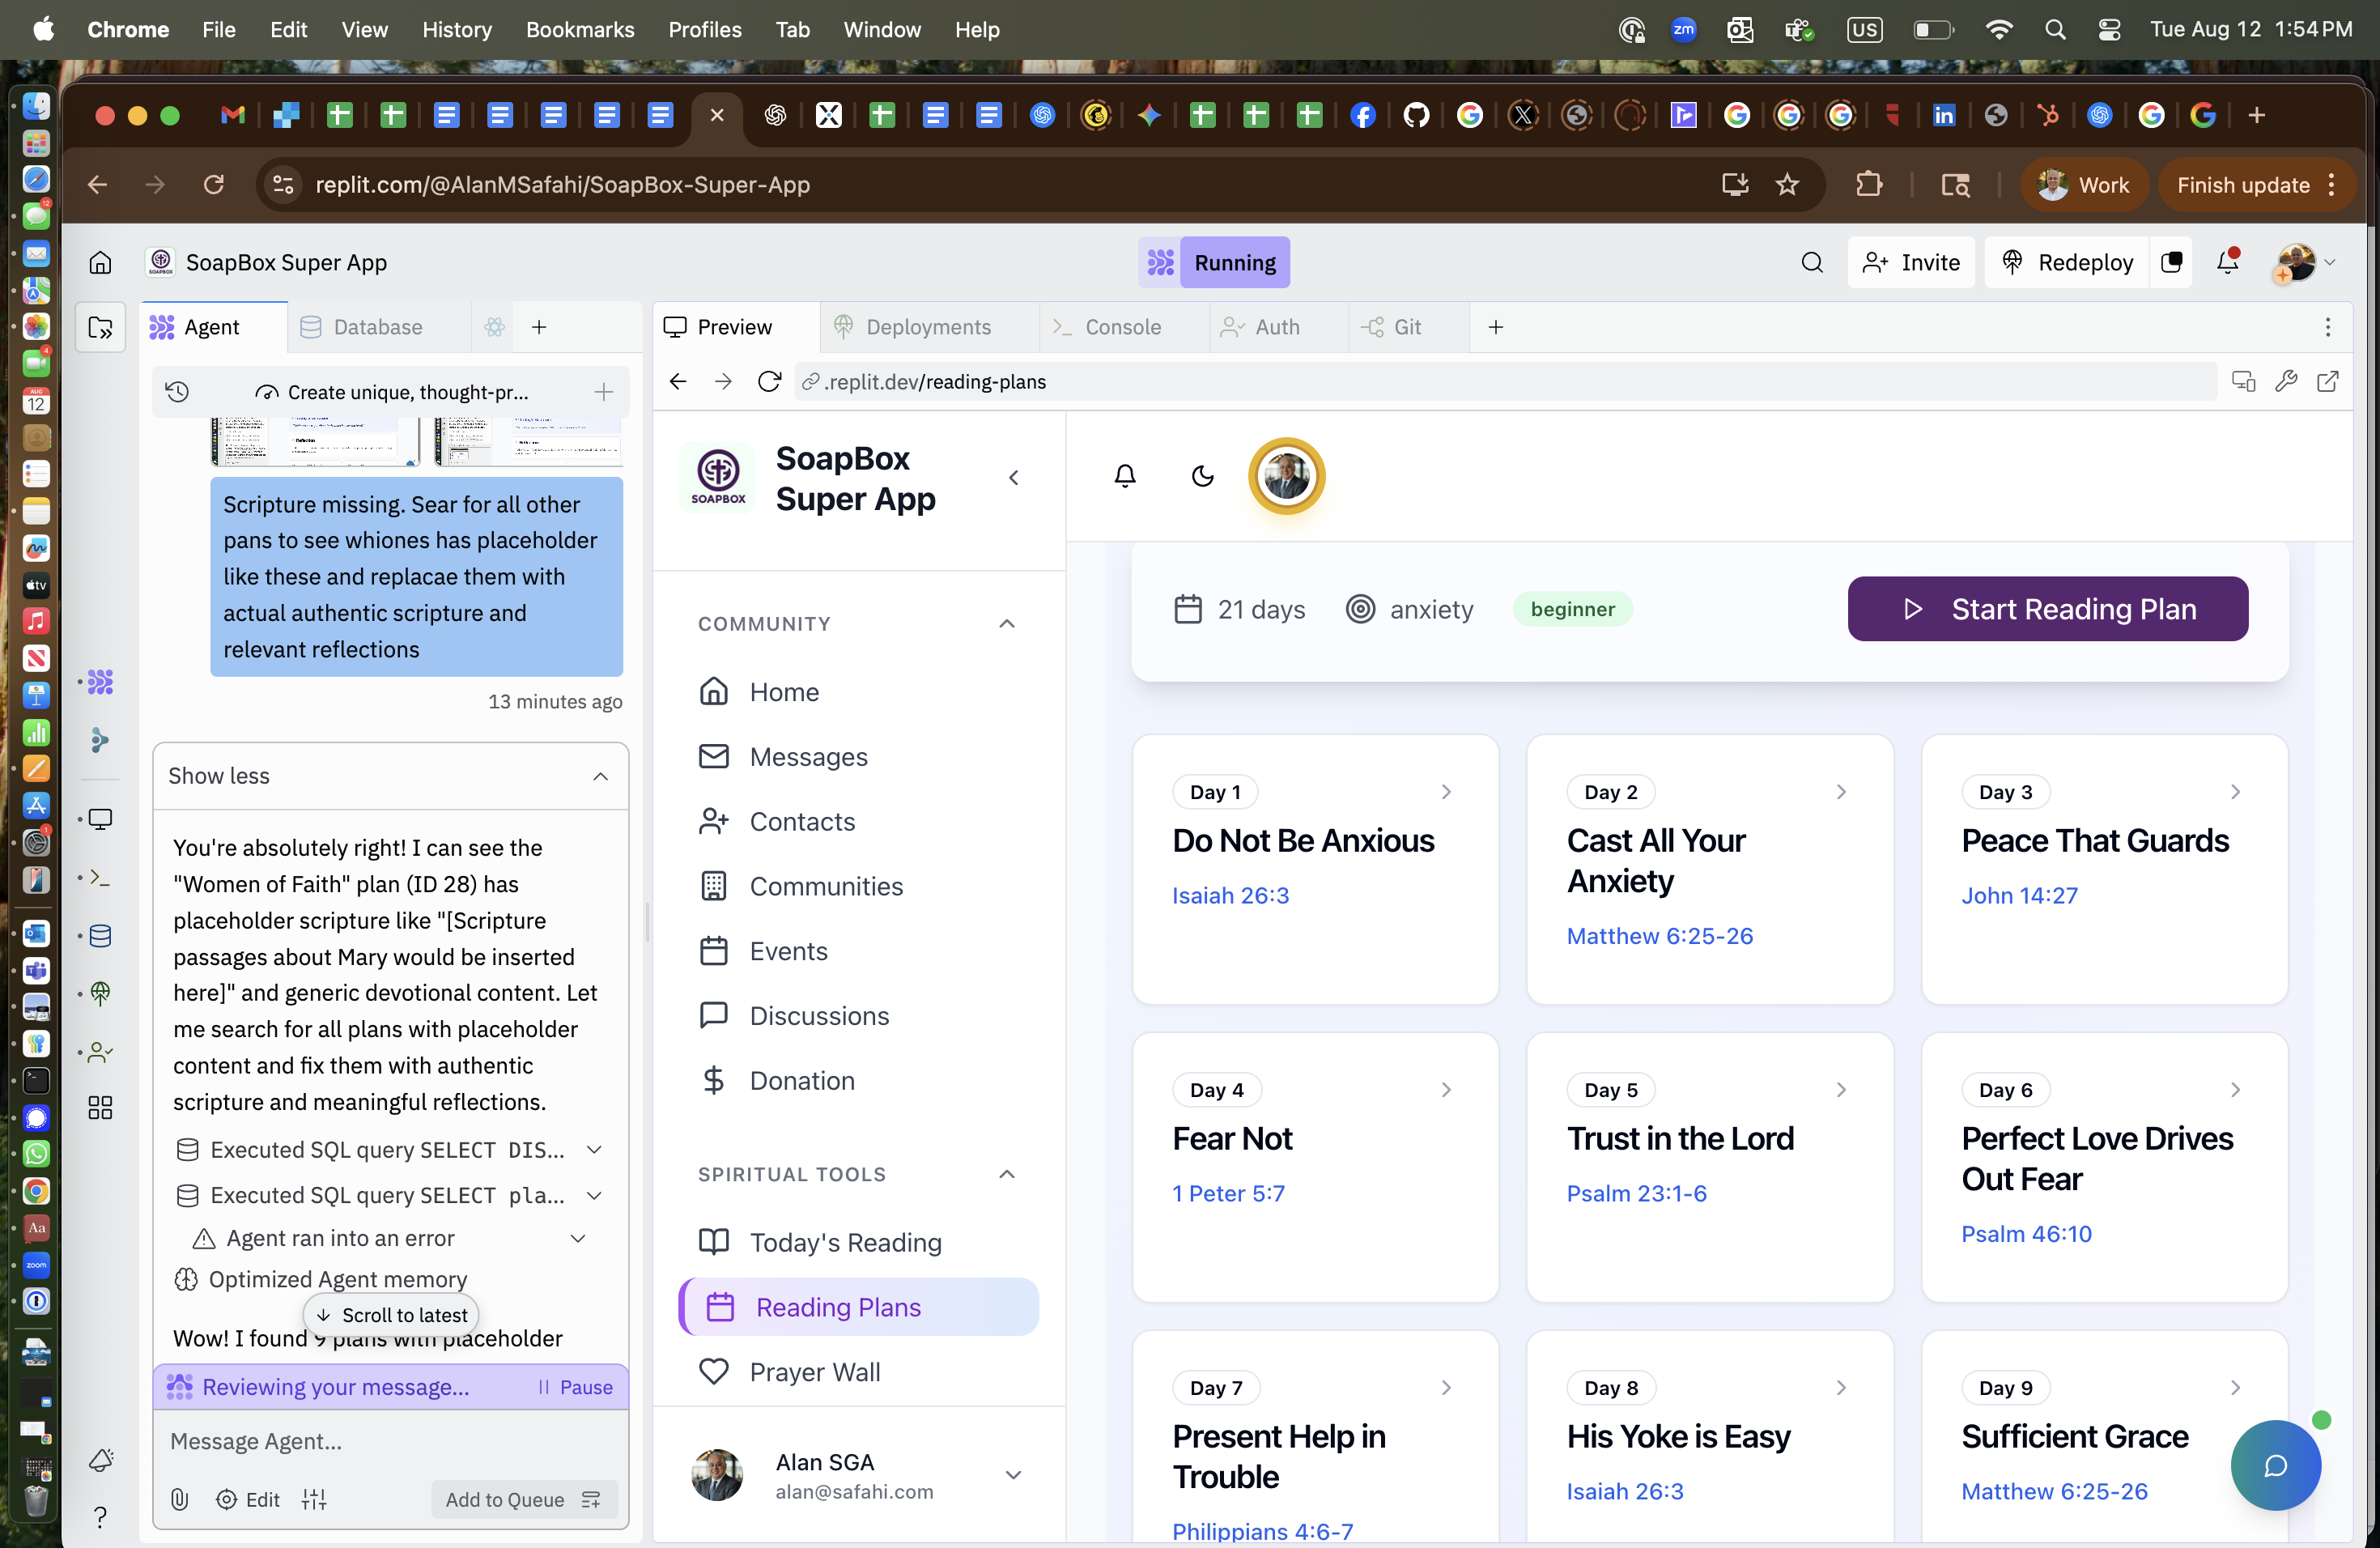 Chrome File Edit View History Bookmarks Profiles Tab Window Help
zm
US
Tue Aug 12 1:54 PM
replit.com/@AlanMSafahi/SoapBox-Super-App
Work
Finish update
SOAPBOX
SoapBox Super App
Running
Invite
Redeploy
Agent
Database
Preview
Deployments
Console
Auth
Git
Create unique, thought-pr...
.replit.dev/reading-plans
Scripture missing. Sear for all other
pans to see whiones has placeholder
like these and replacae them with
actual authentic scripture and
relevant reflections
13 minutes ago
Show less
You're absolutely right! I can see the
"Women of Faith" plan (ID 28) has
placeholder scripture like "[Scripture
passages about Mary would be inserted
here]" and generic devotional content. Let
me search for all plans with placeholder
content and fix them with authentic
scripture and meaningful reflections.
Executed SQL query SELECT DIS...
Executed SQL query SELECT pla...
Agent ran into an error
Optimized Agent memory
Scroll to latest
Wow! I found 9 plans with placeholder
Reviewing your message...
Pause
Message Agent...
Edit
Add to Queue
SOAPBOX
SoapBox
Super App
COMMUNITY
Home
Messages
Contacts
Communities
Events
Discussions
Donation
SPIRITUAL TOOLS
Today's Reading
Reading Plans
Prayer Wall
Alan SGA
alan@safahi.com
21 days
anxiety
beginner
Start Reading Plan
Day 1
Do Not Be Anxious
Isaiah 26:3
Day 2
Cast All Your
Anxiety
Matthew 6:25-26
Day 3
Peace That Guards
John 14:27
Day 4
Fear Not
1 Peter 5:7
Day 5
Trust in the Lord
Psalm 23:1-6
Day 6
Perfect Love Drives
Out Fear
Psalm 46:10
Day 7
Present Help in
Trouble
Philippians 4:6-7
Day 8
His Yoke is Easy
Isaiah 26:3
Day 9
Sufficient Grace
Matthew 6:25-26
12
4
AUG
12
tv
1
Aa
zoom